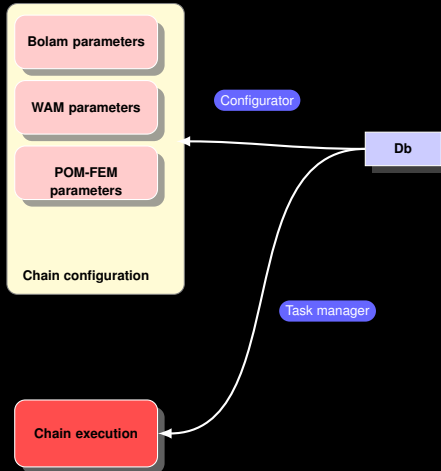 Bolam parameters
WAM parameters
POM-FEM
parameters
Chain configuration
Configurator
Db
Task manager
Chain execution